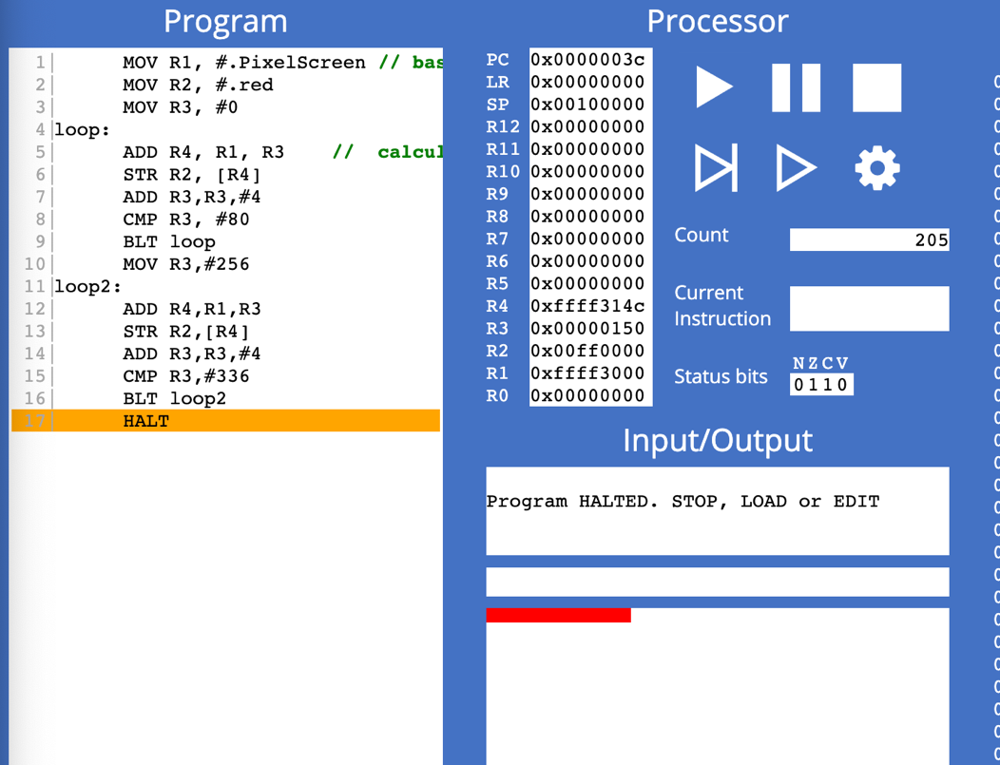 Program
1| MOV R1, #.PixelScreen // bas
2| MOV R2, #.red
3| MOV R3, #0
4|loop:
5| ADD R4, R1, R3 // calcul
6| STR R2, [R4]
7| ADD R3,R3,#4
8| CMP R3, #80
9| BLT loop
10| MOV R3,#256
11|loop2:
12| ADD R4,R1,R3
13| STR R2,[R4]
14| ADD R3,R3,#4
15| CMP R3,#336
16| BLT loop2
17| HALT
Processor
PC 0x0000003c
LR 0x00000000
SP 0x00100000
R12 0x00000000
R11 0x00000000
R10 0x00000000
R9 0x00000000
R8 0x00000000
R7 0x00000000
R6 0x00000000
R5 0x00000000
R4 0xffff314c
R3 0x00000150
R2 0x00ff0000
R1 0xffff3000
R0 0x00000000
Count 205
Current
Instruction
NZCV
Status bits 0110
Input/Output
Program HALTED. STOP, LOAD or EDIT